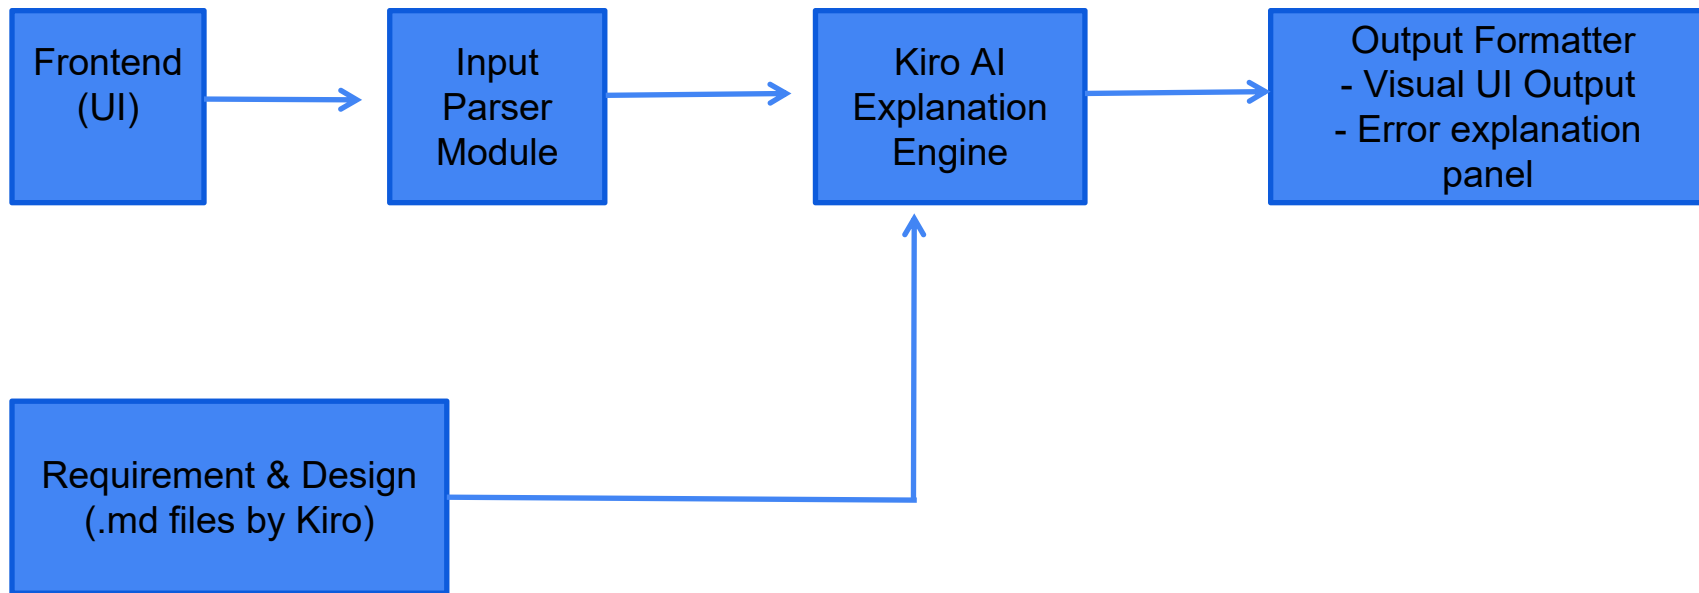 Frontend
(UI)
Input
Parser
Module
Kiro AI
Explanation
Engine
Output Formatter
- Visual UI Output
- Error explanation
panel
Requirement & Design
(.md files by Kiro)